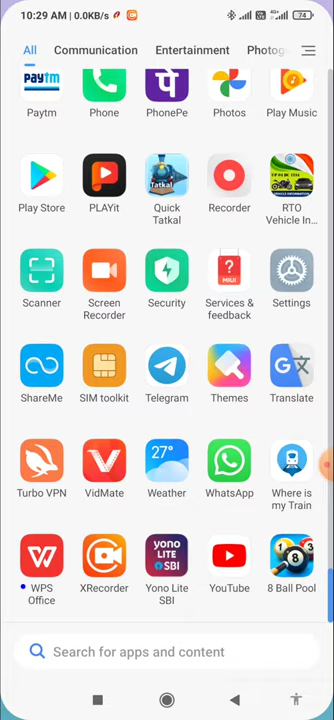 10:29 AM | 0.0KB/s
74
All Communication Entertainment Photog
paytm
Paytm Phone PhonePe Photos Play Music
Tatkal
Play Store PLAYit Quick Tatkal Recorder RTO Vehicle In...
MIUI
Scanner Screen Recorder Security Services & feedback Settings
ShareMe SIM toolkit Telegram Themes Translate
27°
Turbo VPN VidMate Weather WhatsApp Where is my Train
yono
LITE
SBI
8
WPS Office XRecorder Yono Lite SBI YouTube 8 Ball Pool
Search for apps and content